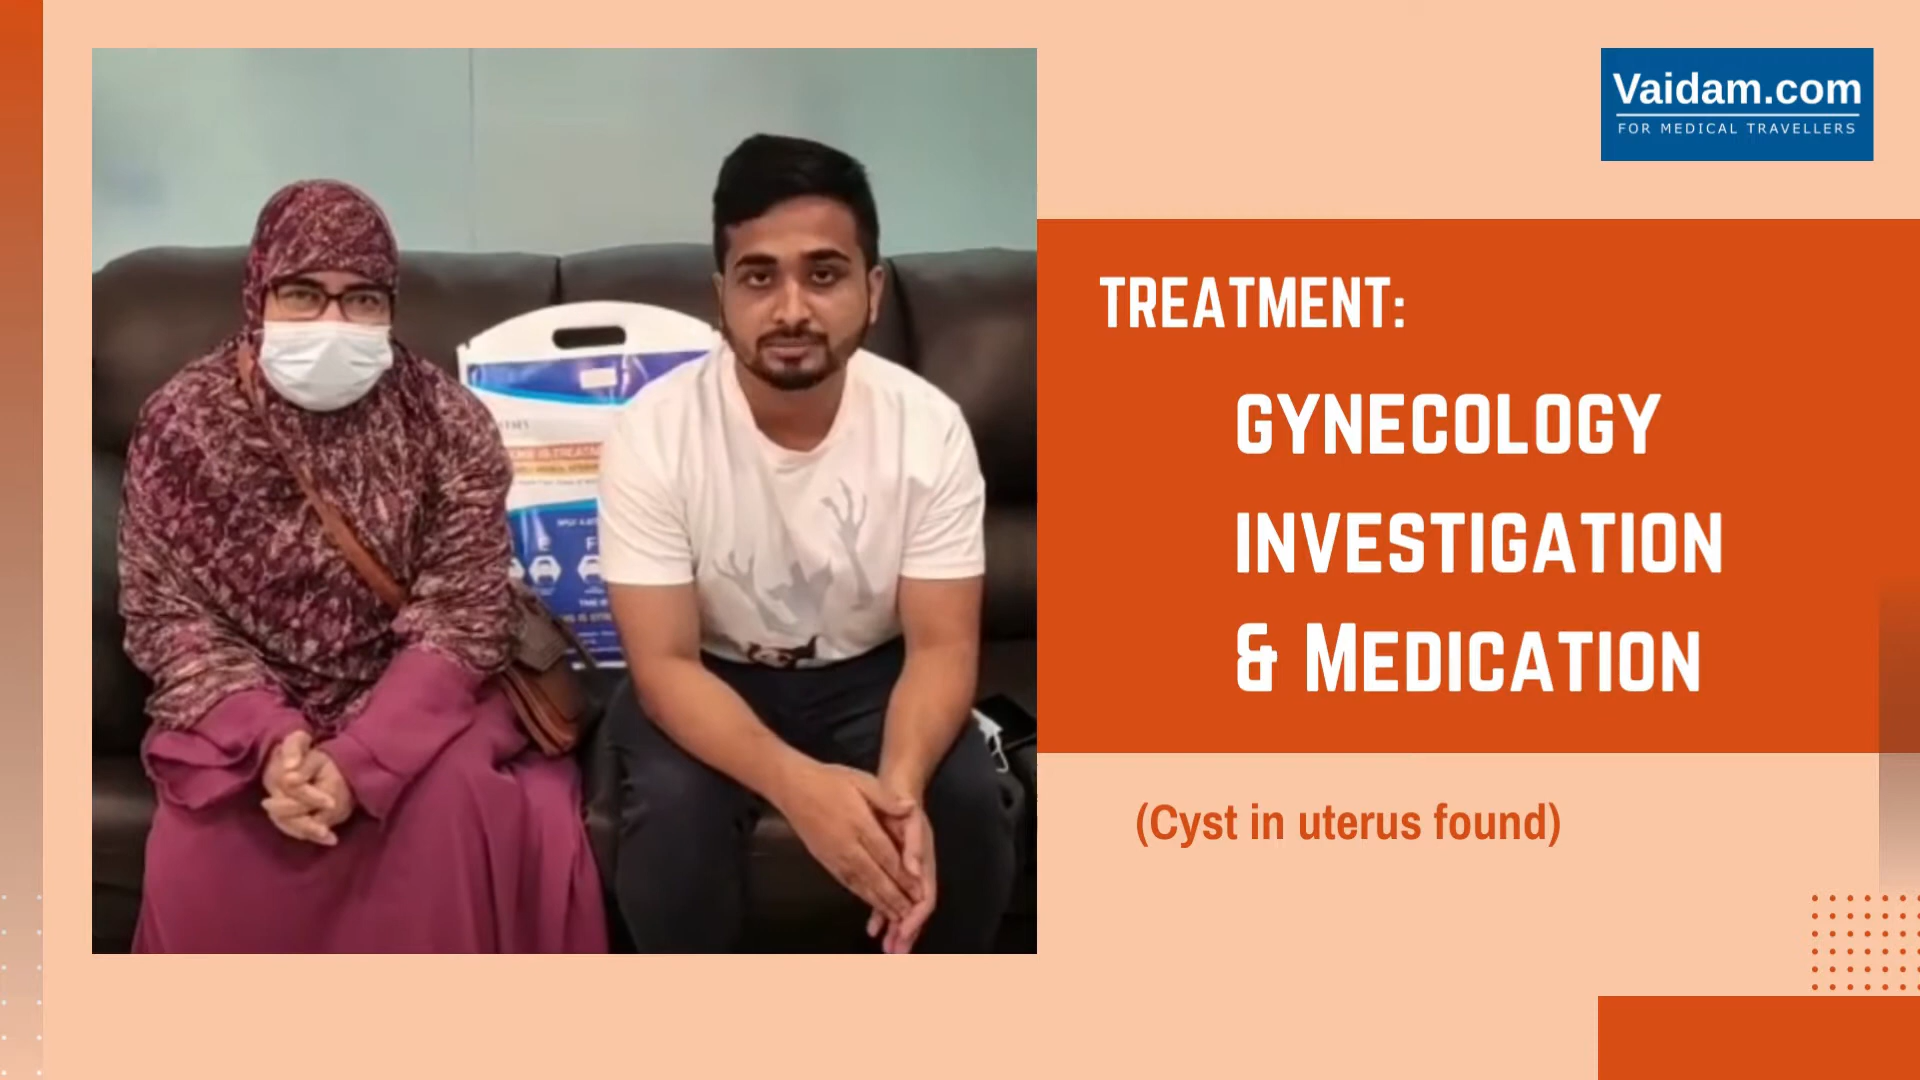 Vaidam.com
FOR MEDICAL TRAVELLERS
TREATMENT:
GYNECOLOGY
INVESTIGATION
& MEDICATION
(Cyst in uterus found)